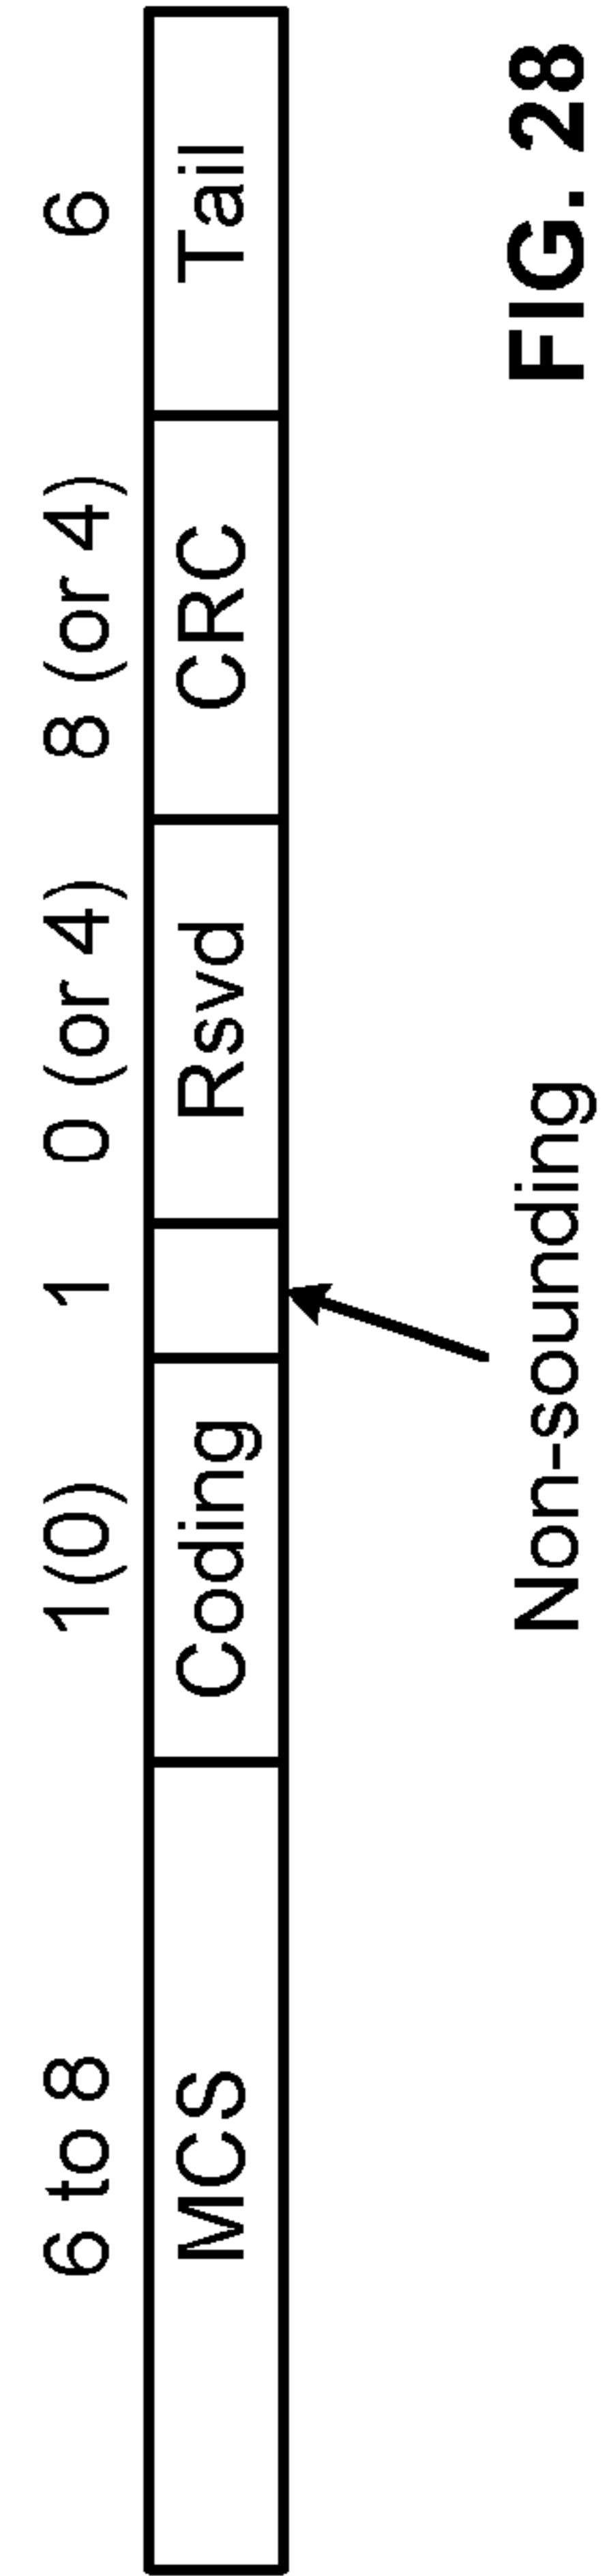 6 to 8 1(0) 1 0 (or 4) 8 (or 4) 6
MCS Coding Rsvd CRC Tail
Non-sounding
FIG. 28